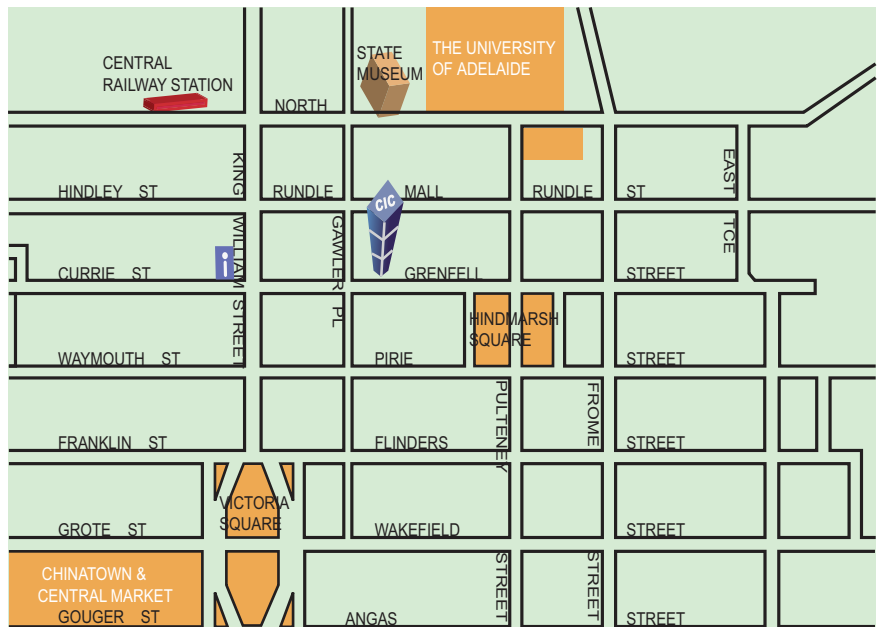 THE UNIVERSITY
OF ADELAIDE
STATE
MUSEUM
CENTRAL
RAILWAY STATION
NORTH
KING WILLIAM STREET
EAST TCE
HINDLEY ST
RUNDLE MALL
RUNDLE ST
CIC
GAWLER PL
i
CURRIE ST
GRENFELL STREET
HINDMARSH
SQUARE
WAYMOUTH ST
PIRIE STREET
PULTENEY STREET
FROME STREET
FRANKLIN ST
FLINDERS STREET
VICTORIA
SQUARE
GROTE ST
WAKEFIELD STREET
CHINATOWN &
CENTRAL MARKET
GOUGER ST
ANGAS STREET